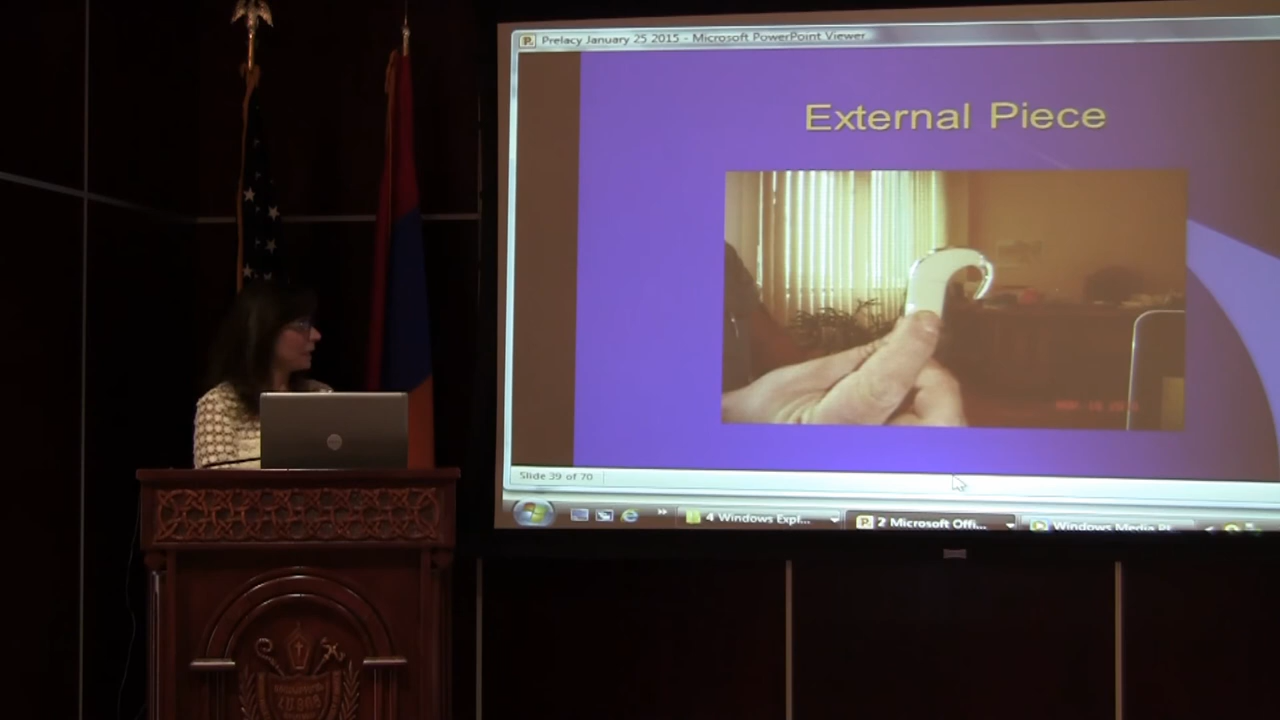 Prelacy January 25 2015 - Microsoft PowerPoint Viewer
External Piece
Slide 39 of 70
4 Windows Expl...
2 Microsoft Offi...